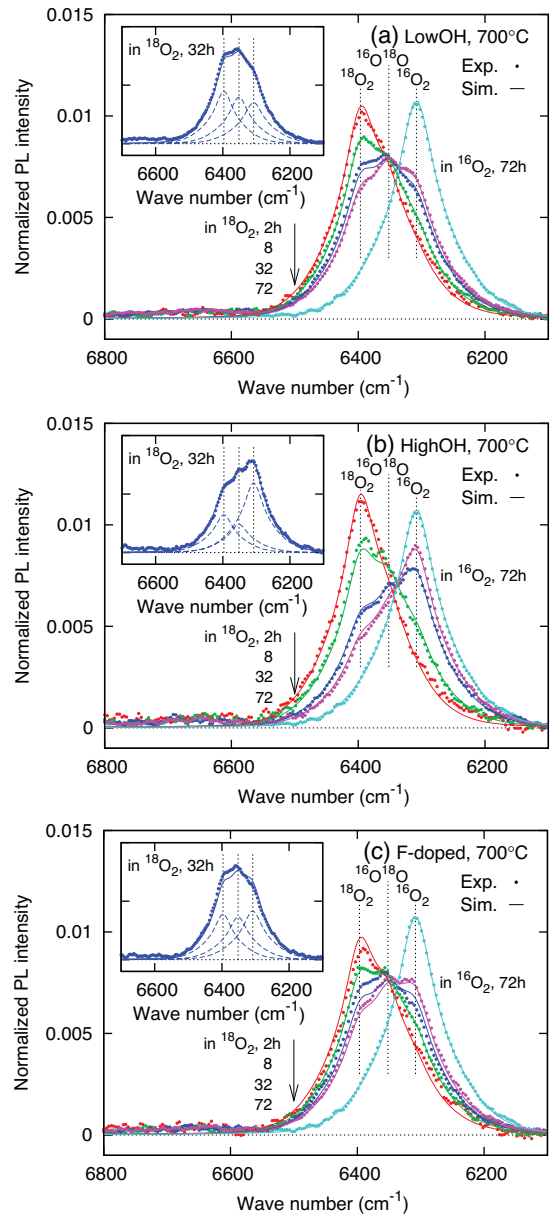 (a) LowOH, 700°C
in ¹⁸O₂, 32h
¹⁶O¹⁸O
¹⁸O₂ ¹⁶O₂
Exp.
Sim.
in ¹⁶O₂, 72h
in ¹⁸O₂, 2h
8
32
72
6600 6400 6200
Wave number (cm⁻¹)
Normalized PL intensity
0.015
0.01
0.005
0
6800 6600 6400 6200
Wave number (cm⁻¹)
(b) HighOH, 700°C
in ¹⁸O₂, 32h
¹⁶O¹⁸O
¹⁸O₂ ¹⁶O₂
Exp.
Sim.
in ¹⁶O₂, 72h
in ¹⁸O₂, 2h
8
32
72
6600 6400 6200
Wave number (cm⁻¹)
Normalized PL intensity
0.015
0.01
0.005
0
6800 6600 6400 6200
Wave number (cm⁻¹)
(c) F-doped, 700°C
in ¹⁸O₂, 32h
¹⁶O¹⁸O
¹⁸O₂ ¹⁶O₂
Exp.
Sim.
in ¹⁶O₂, 72h
in ¹⁸O₂, 2h
8
32
72
6600 6400 6200
Wave number (cm⁻¹)
Normalized PL intensity
0.015
0.01
0.005
0
6800 6600 6400 6200
Wave number (cm⁻¹)